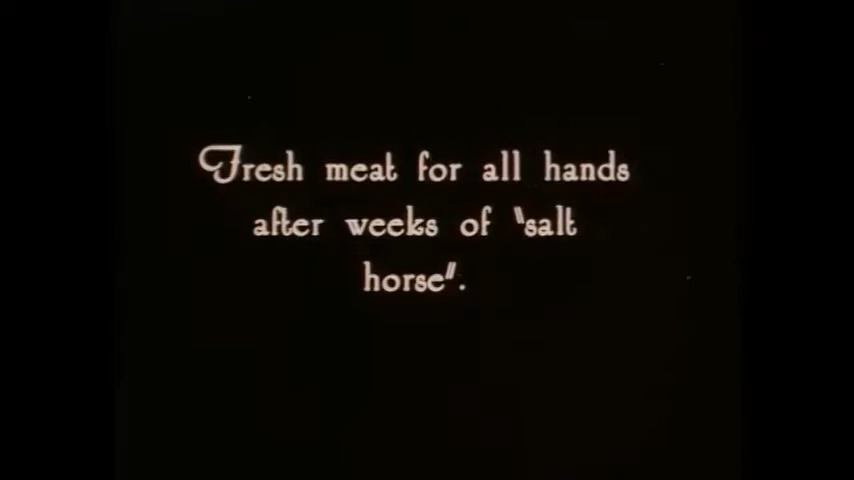 Fresh meat for all hands
after weeks of "salt
horse".